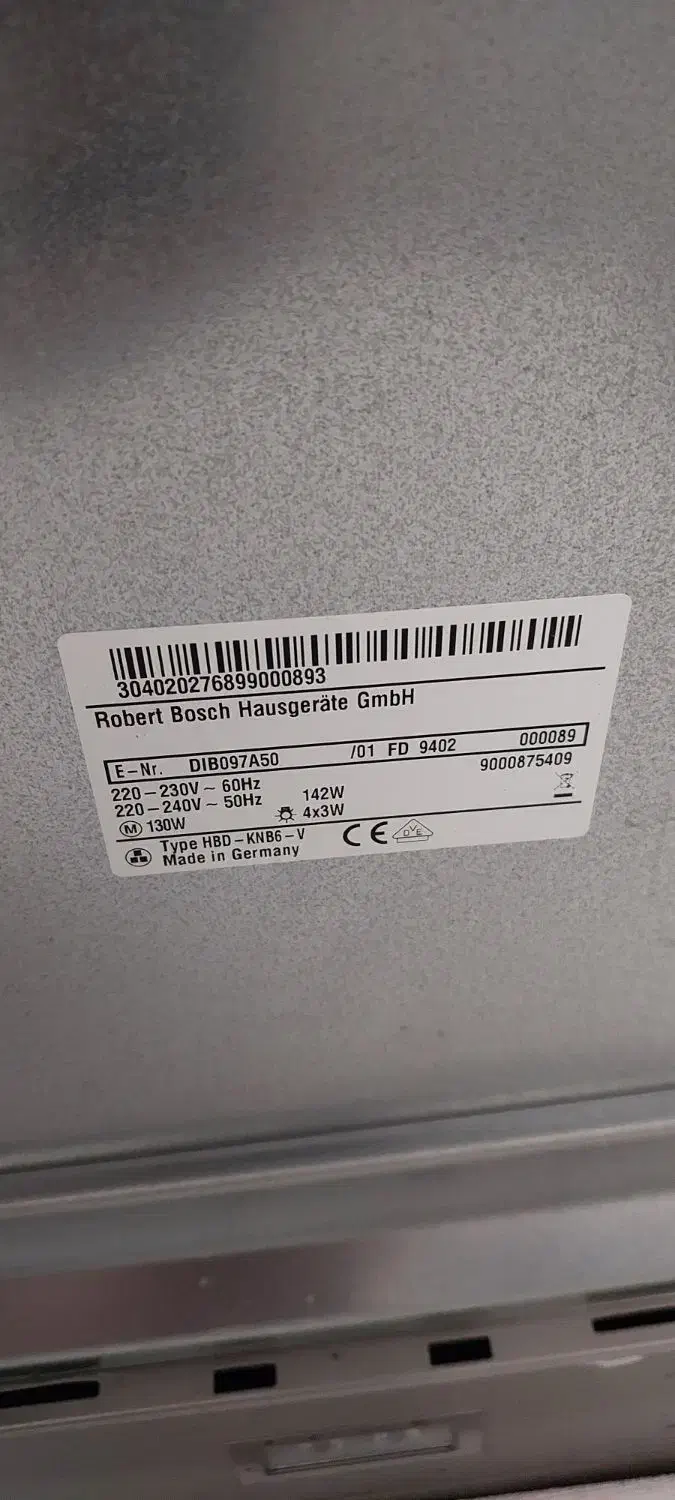 304020276899000893
Robert Bosch Hausgeräte GmbH
E-Nr. DIB097A50 /01 FD 9402 000089
220-230V ~ 60Hz 9000875409
220-240V ~ 50Hz 142W
M 130W 4x3W
Type HBD-KNB6-V CE DVE
Made in Germany